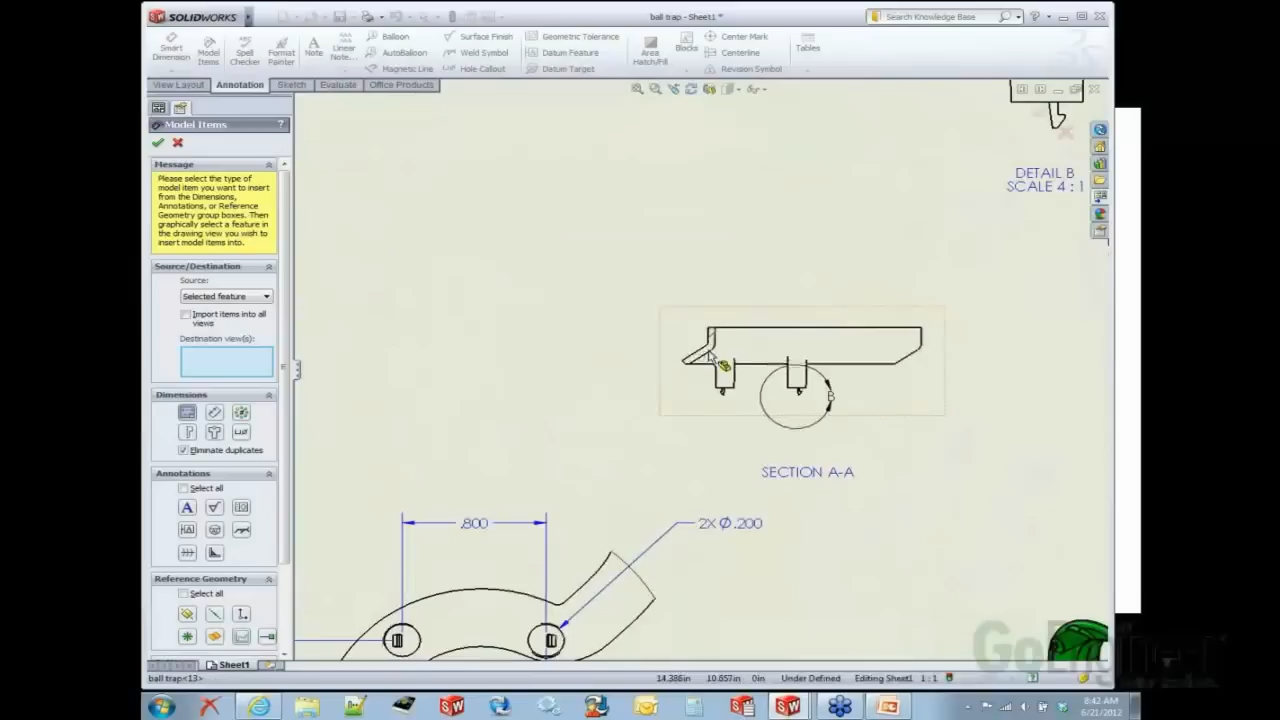 SOLIDWORKS
ball trap - Sheet1 *
Search Knowledge Base
Smart Dimension
Model Items
Spell Checker
Format Painter
Note
Linear Note...
Balloon
AutoBalloon
Magnetic Line
Surface Finish
Weld Symbol
Hole Callout
Geometric Tolerance
Datum Feature
Datum Target
Area Hatch/Fill
Blocks
Center Mark
Centerline
Revision Symbol
Tables
View Layout Annotation Sketch Evaluate Office Products
Model Items ?
Message
Please select the type of
model item you want to insert
from the Dimensions,
Annotations, or Reference
Geometry group boxes. Then
graphically select a feature in
the drawing view you wish to
insert model items into.
Source/Destination
Source:
Selected feature
Import items into all
views
Destination view(s):
Dimensions
Eliminate duplicates
Annotations
Select all
Reference Geometry
Select all
DETAIL B
SCALE 4 : 1
B
SECTION A-A
.800
2X Ø.200
GoEngineer
Sheet1
ball trap<13>
14.386in 10.657in 0in Under Defined Editing Sheet1 1 : 1
8:42 AM
6/21/2012